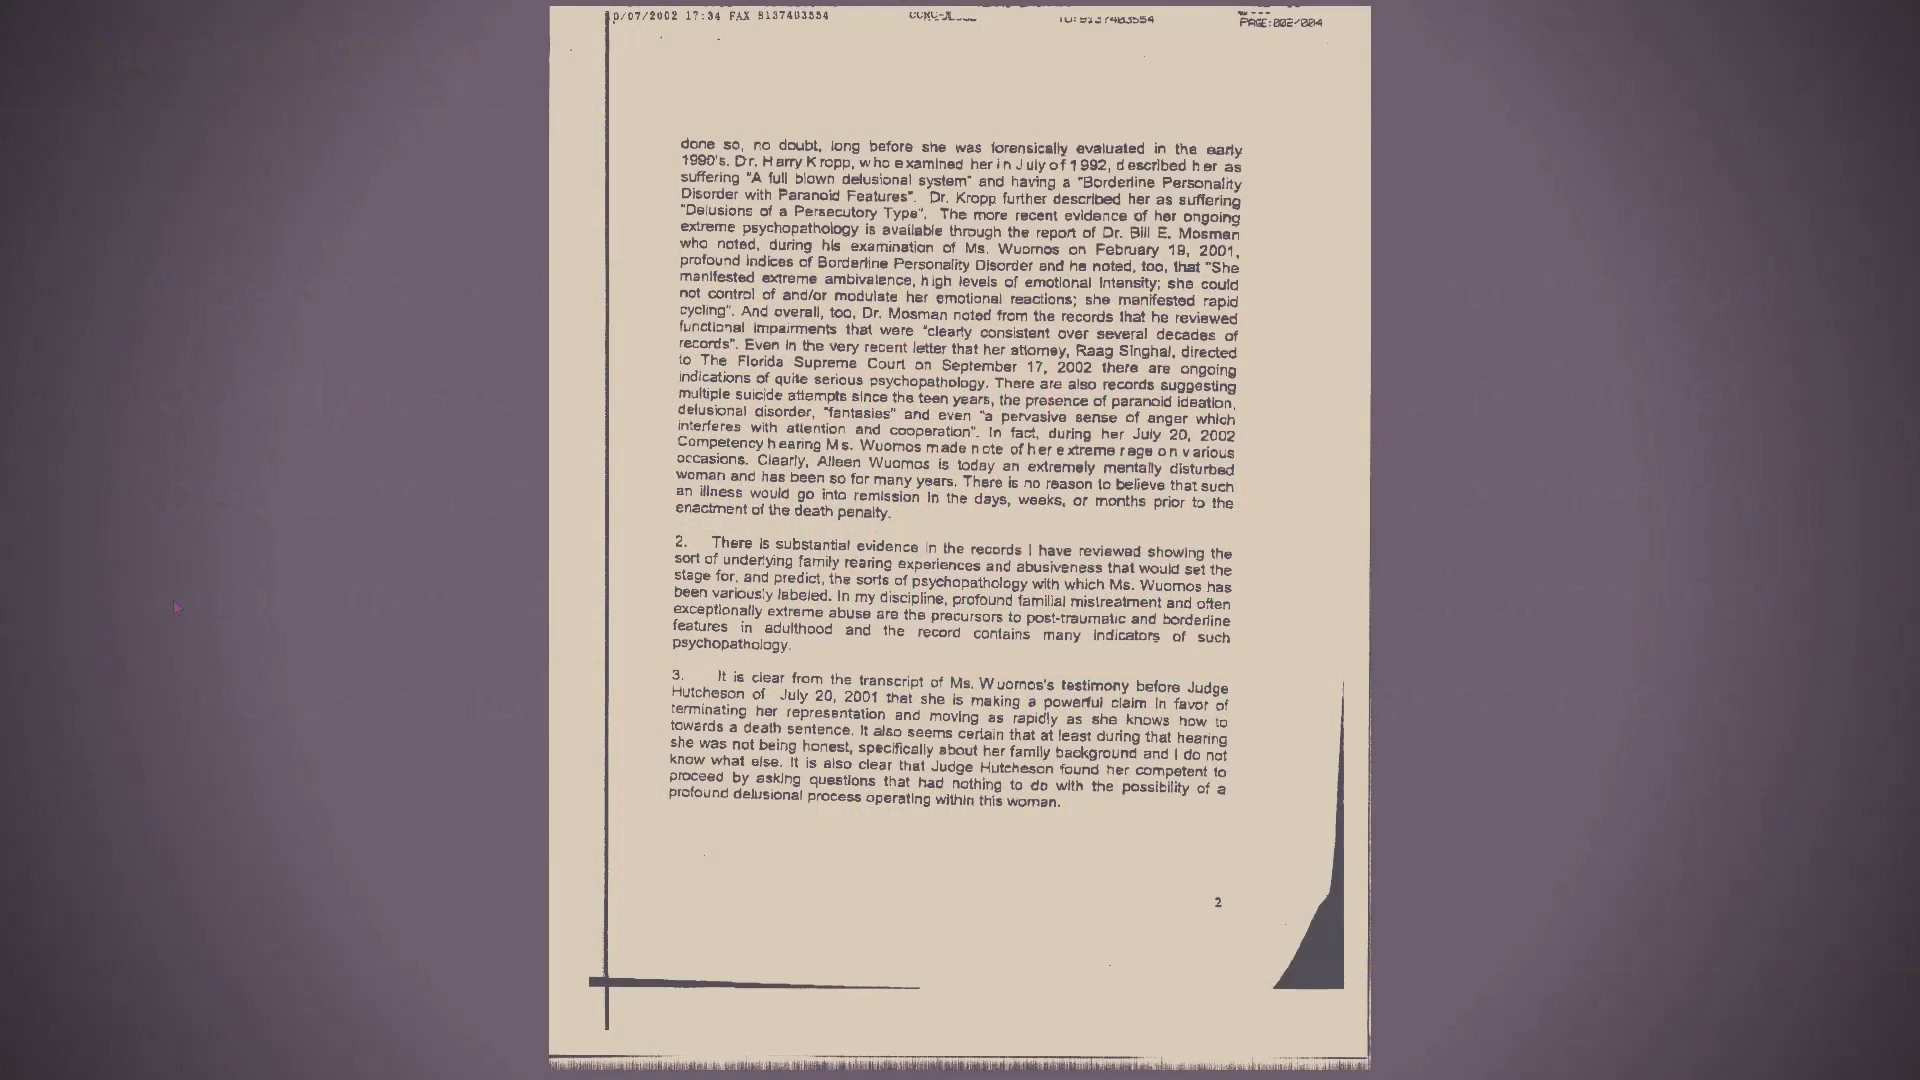 0/07/2002 17:34 FAX 8137403554
PAGE:002/004
done so, no doubt, long before she was forensically evaluated in the early
1990's. Dr. Harry Kropp, who examined her in July of 1992, described her as
suffering "A full blown delusional system" and having a "Borderline Personality
Disorder with Paranoid Features". Dr. Kropp further described her as suffering
"Delusions of a Persecutory Type". The more recent evidence of her ongoing
extreme psychopathology is available through the report of Dr. Bill E. Mosman
who noted, during his examination of Ms. Wuornos on February 19, 2001,
profound indices of Borderline Personality Disorder and he noted, too, that "She
manifested extreme ambivalence, high levels of emotional intensity; she could
not control of and/or modulate her emotional reactions; she manifested rapid
cycling". And overall, too, Dr. Mosman noted from the records that he reviewed
functional impairments that were "clearly consistent over several decades of
records". Even in the very recent letter that her attorney, Raag Singhal, directed
to The Florida Supreme Court on September 17, 2002 there are ongoing
indications of quite serious psychopathology. There are also records suggesting
multiple suicide attempts since the teen years, the presence of paranoid ideation,
delusional disorder, "fantasies" and even "a pervasive sense of anger which
interferes with attention and cooperation". In fact, during her July 20, 2002
Competency hearing Ms. Wuornos made note of her extreme rage on various
occasions. Clearly, Aileen Wuornos is today an extremely mentally disturbed
woman and has been so for many years. There is no reason to believe that such
an illness would go into remission in the days, weeks, or months prior to the
enactment of the death penalty.
2. There is substantial evidence in the records I have reviewed showing the
sort of underlying family rearing experiences and abusiveness that would set the
stage for, and predict, the sorts of psychopathology with which Ms. Wuornos has
been variously labeled. In my discipline, profound familial mistreatment and often
exceptionally extreme abuse are the precursors to post-traumatic and borderline
features in adulthood and the record contains many indicators of such
psychopathology.
3. It is clear from the transcript of Ms. Wuornos's testimony before Judge
Hutcheson of July 20, 2001 that she is making a powerful claim in favor of
terminating her representation and moving as rapidly as she knows how to
towards a death sentence. It also seems certain that at least during that hearing
she was not being honest, specifically about her family background and I do not
know what else. It is also clear that Judge Hutcheson found her competent to
proceed by asking questions that had nothing to do with the possibility of a
profound delusional process operating within this woman.
2